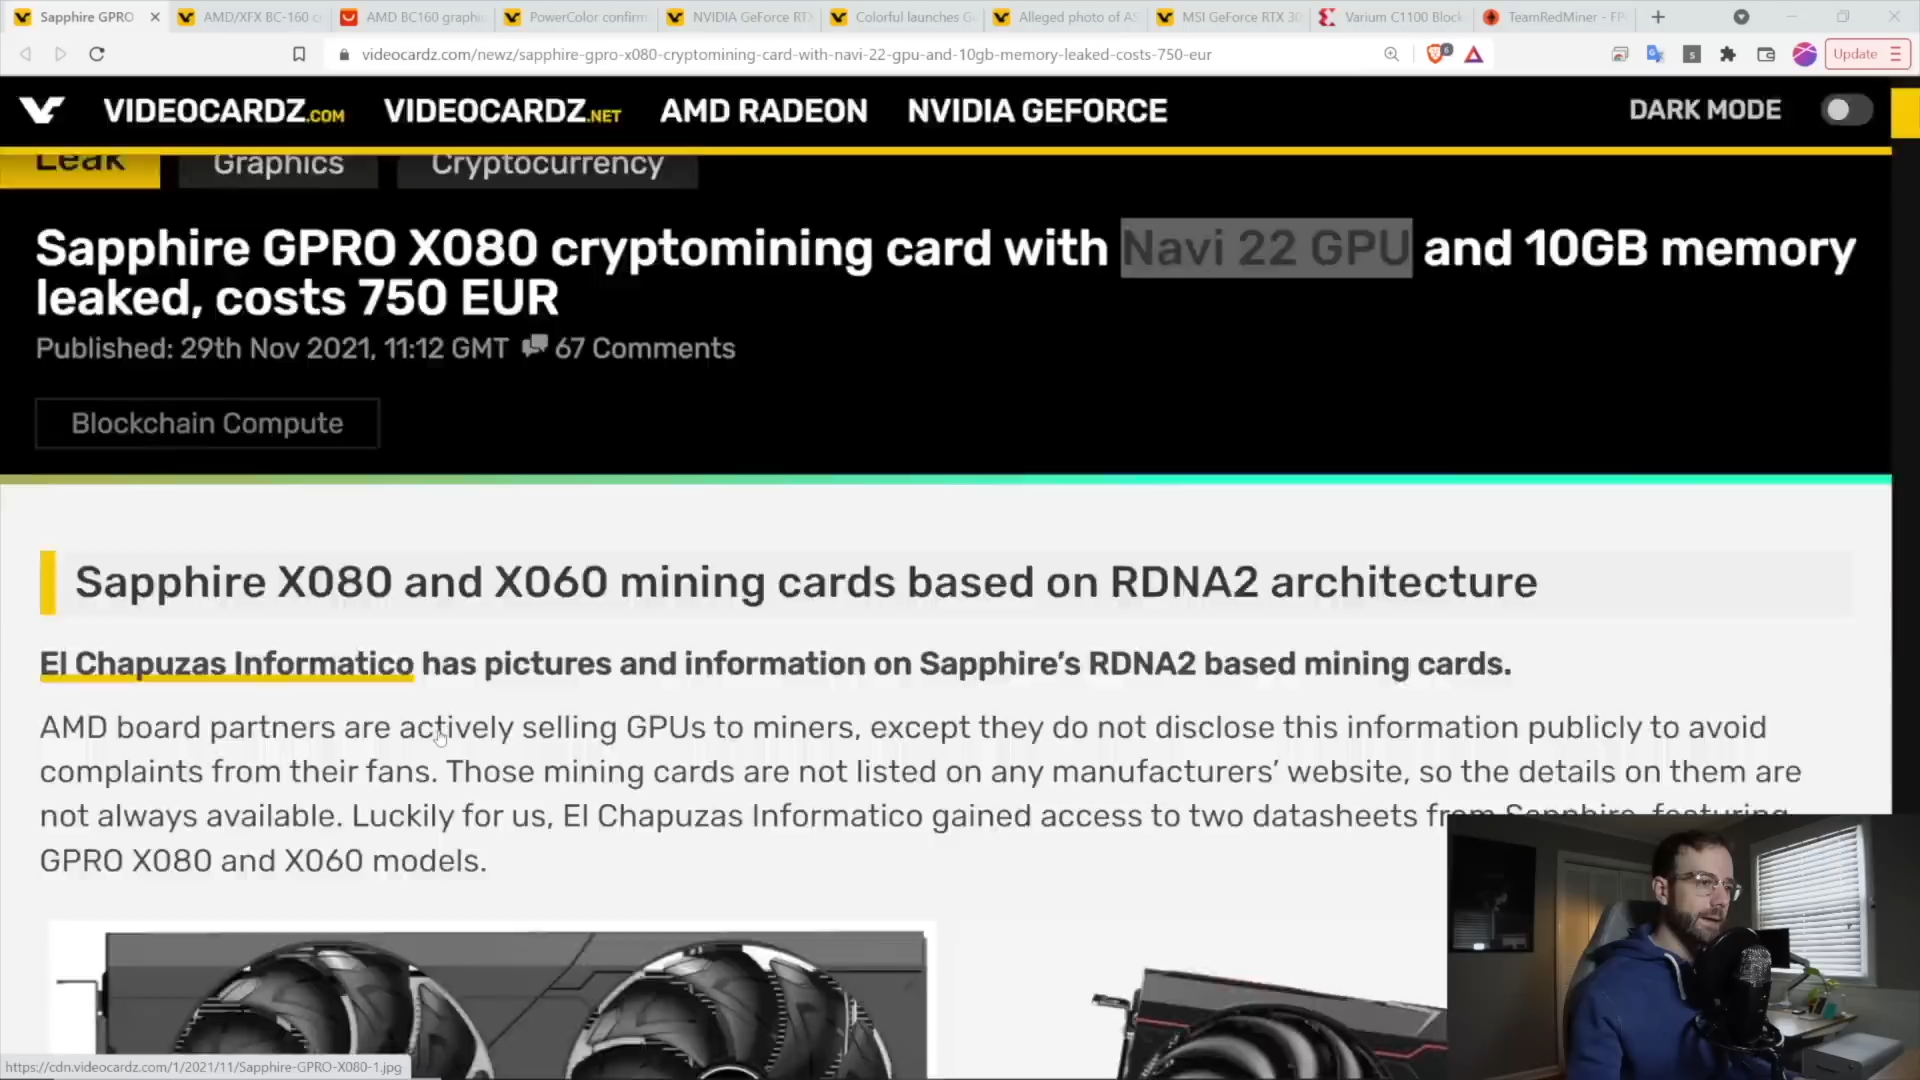 Sapphire GPRO
AMD/XFX BC-160 c
AMD BC160 graphi
PowerColor confirm
NVIDIA GeForce RTX
Colorful launches G
Alleged photo of AS
MSI GeForce RTX 30
Varium C1100 Block
TeamRedMiner - FP
videocardz.com/newz/sapphire-gpro-x080-cryptomining-card-with-navi-22-gpu-and-10gb-memory-leaked-costs-750-eur
6
Update
VIDEOCARDZ.COM VIDEOCARDZ.NET AMD RADEON NVIDIA GEFORCE DARK MODE
Leak Graphics Cryptocurrency
Sapphire GPRO X080 cryptomining card with Navi 22 GPU and 10GB memory
leaked, costs 750 EUR
Published: 29th Nov 2021, 11:12 GMT 67 Comments
Blockchain Compute
Sapphire X080 and X060 mining cards based on RDNA2 architecture
El Chapuzas Informatico has pictures and information on Sapphire's RDNA2 based mining cards.
AMD board partners are actively selling GPUs to miners, except they do not disclose this information publicly to avoid
complaints from their fans. Those mining cards are not listed on any manufacturers' website, so the details on them are
not always available. Luckily for us, El Chapuzas Informatico gained access to two datasheets from Sapphire, featuring
GPRO X080 and X060 models.
https://cdn.videocardz.com/1/2021/11/Sapphire-GPRO-X080-1.jpg